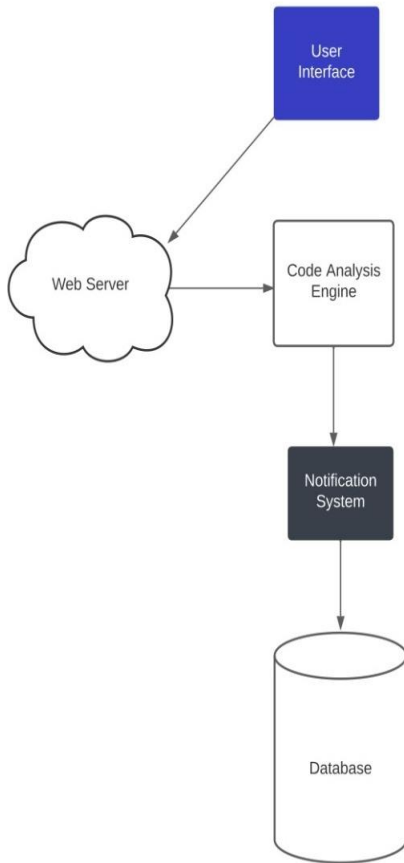 User
Interface
Web Server
Code Analysis
Engine
Notification
System
Database